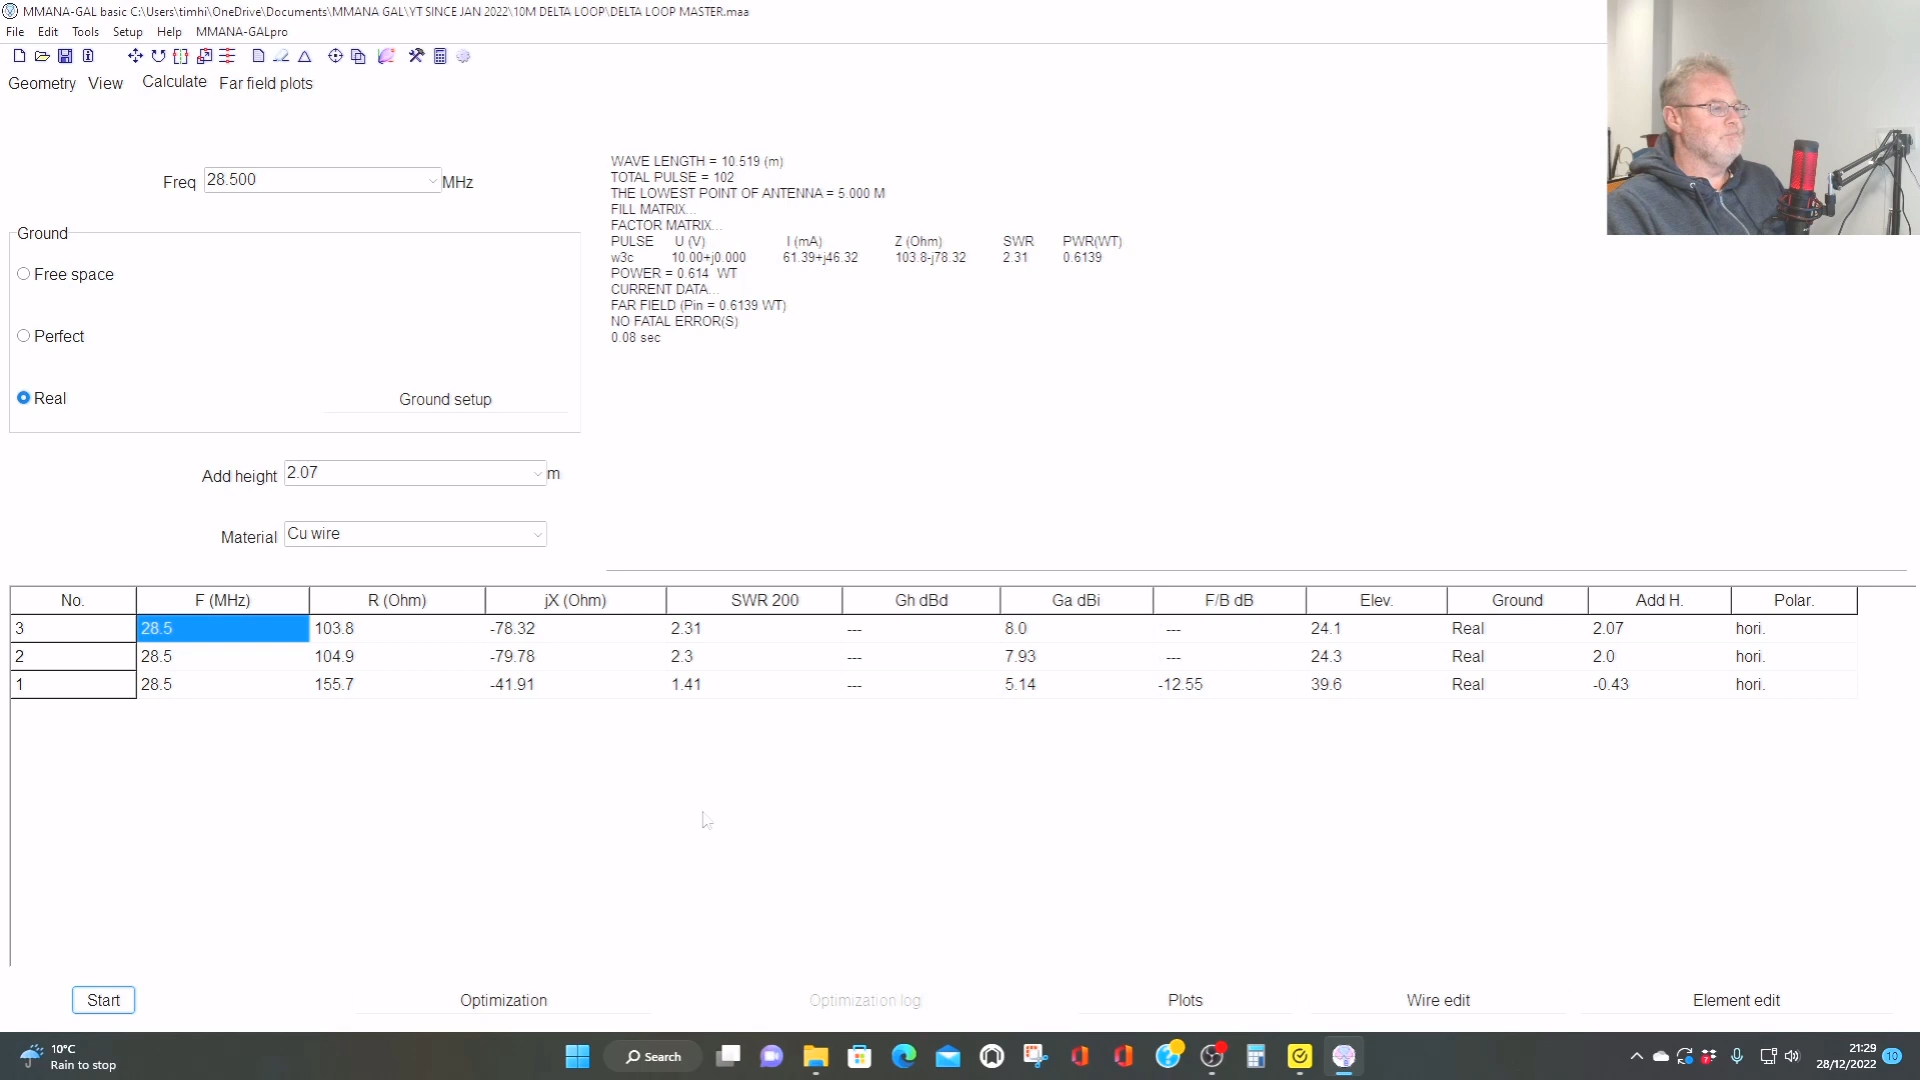 MMANA-GAL basic C:\Users\timhi\OneDrive\Documents\MMANA GAL\YT SINCE JAN 2022\10M DELTA LOOP\DELTA LOOP MASTER.maa
File Edit Tools Setup Help MMANA-GALpro
Geometry View Calculate Far field plots
Freq 28.500 MHz
Ground
Free space
Perfect
Real Ground setup
Add height 2.07 m
Material Cu wire
WAVE LENGTH = 10.519 (m)
TOTAL PULSE = 102
THE LOWEST POINT OF ANTENNA = 5.000 M
FILL MATRIX...
FACTOR MATRIX...
PULSE U (V) I (mA) Z (Ohm) SWR PWR(WT)
w3c 10.00+j0.000 61.39+j46.32 103.8-j78.32 2.31 0.6139
POWER = 0.614 WT
CURRENT DATA...
FAR FIELD (Pin = 0.6139 WT)
NO FATAL ERROR(S)
0.08 sec
No. F (MHz) R (Ohm) jX (Ohm) SWR 200 Gh dBd Ga dBi F/B dB Elev. Ground Add H. Polar.
3 28.5 103.8 -78.32 2.31 --- 8.0 --- 24.1 Real 2.07 hori.
2 28.5 104.9 -79.78 2.3 --- 7.93 --- 24.3 Real 2.0 hori.
1 28.5 155.7 -41.91 1.41 --- 5.14 -12.55 39.6 Real -0.43 hori.
Start Optimization Optimization log Plots Wire edit Element edit
10°C
Rain to stop
Search
21:29
28/12/2022
10